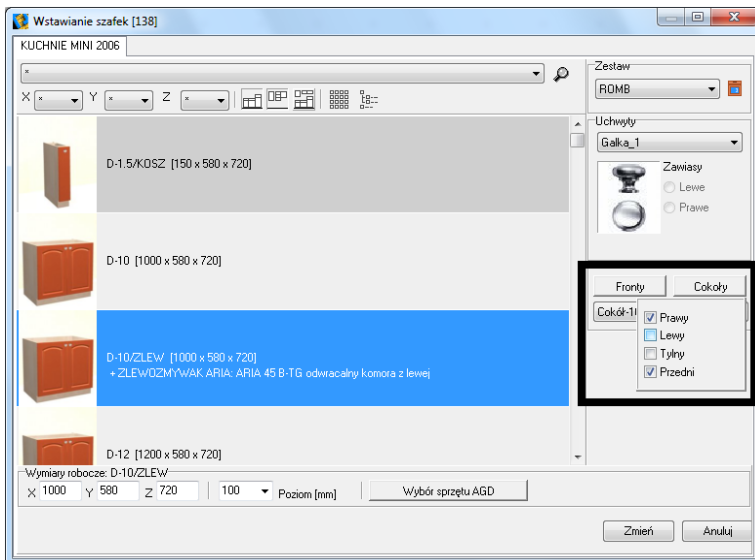 Wstawianie szafek [138]
KUCHNIE MINI 2006
*
X * Y * Z *
D-1.5/KOSZ [150 x 580 x 720]
D-10 [1000 x 580 x 720]
D-10/ZLEW [1000 x 580 x 720]
+ ZLEWOZMYWAK ARIA: ARIA 45 B-TG odwracalny komora z lewej
D-12 [1200 x 580 x 720]
Zestaw
ROMB
Uchwyty
Galka_1
Zawiasy
Lewe
Prawe
Fronty Cokoły
Prawy
Lewy
Tylny
Przedni
Wymiary robocze: D-10/ZLEW
X 1000 Y 580 Z 720 100 Poziom [mm] Wybór sprzętu AGD
Zmień Anuluj